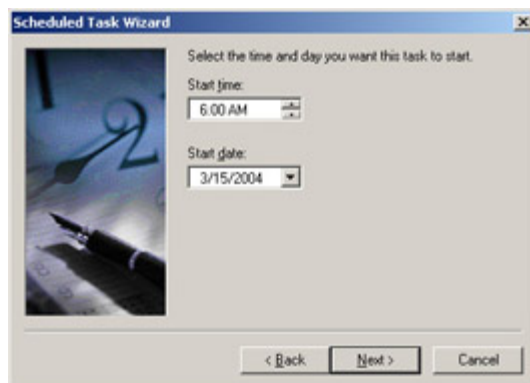 Scheduled Task Wizard
Select the time and day you want this task to start.
Start time:
6:00 AM
Start date:
3/15/2004
< Back
Next >
Cancel